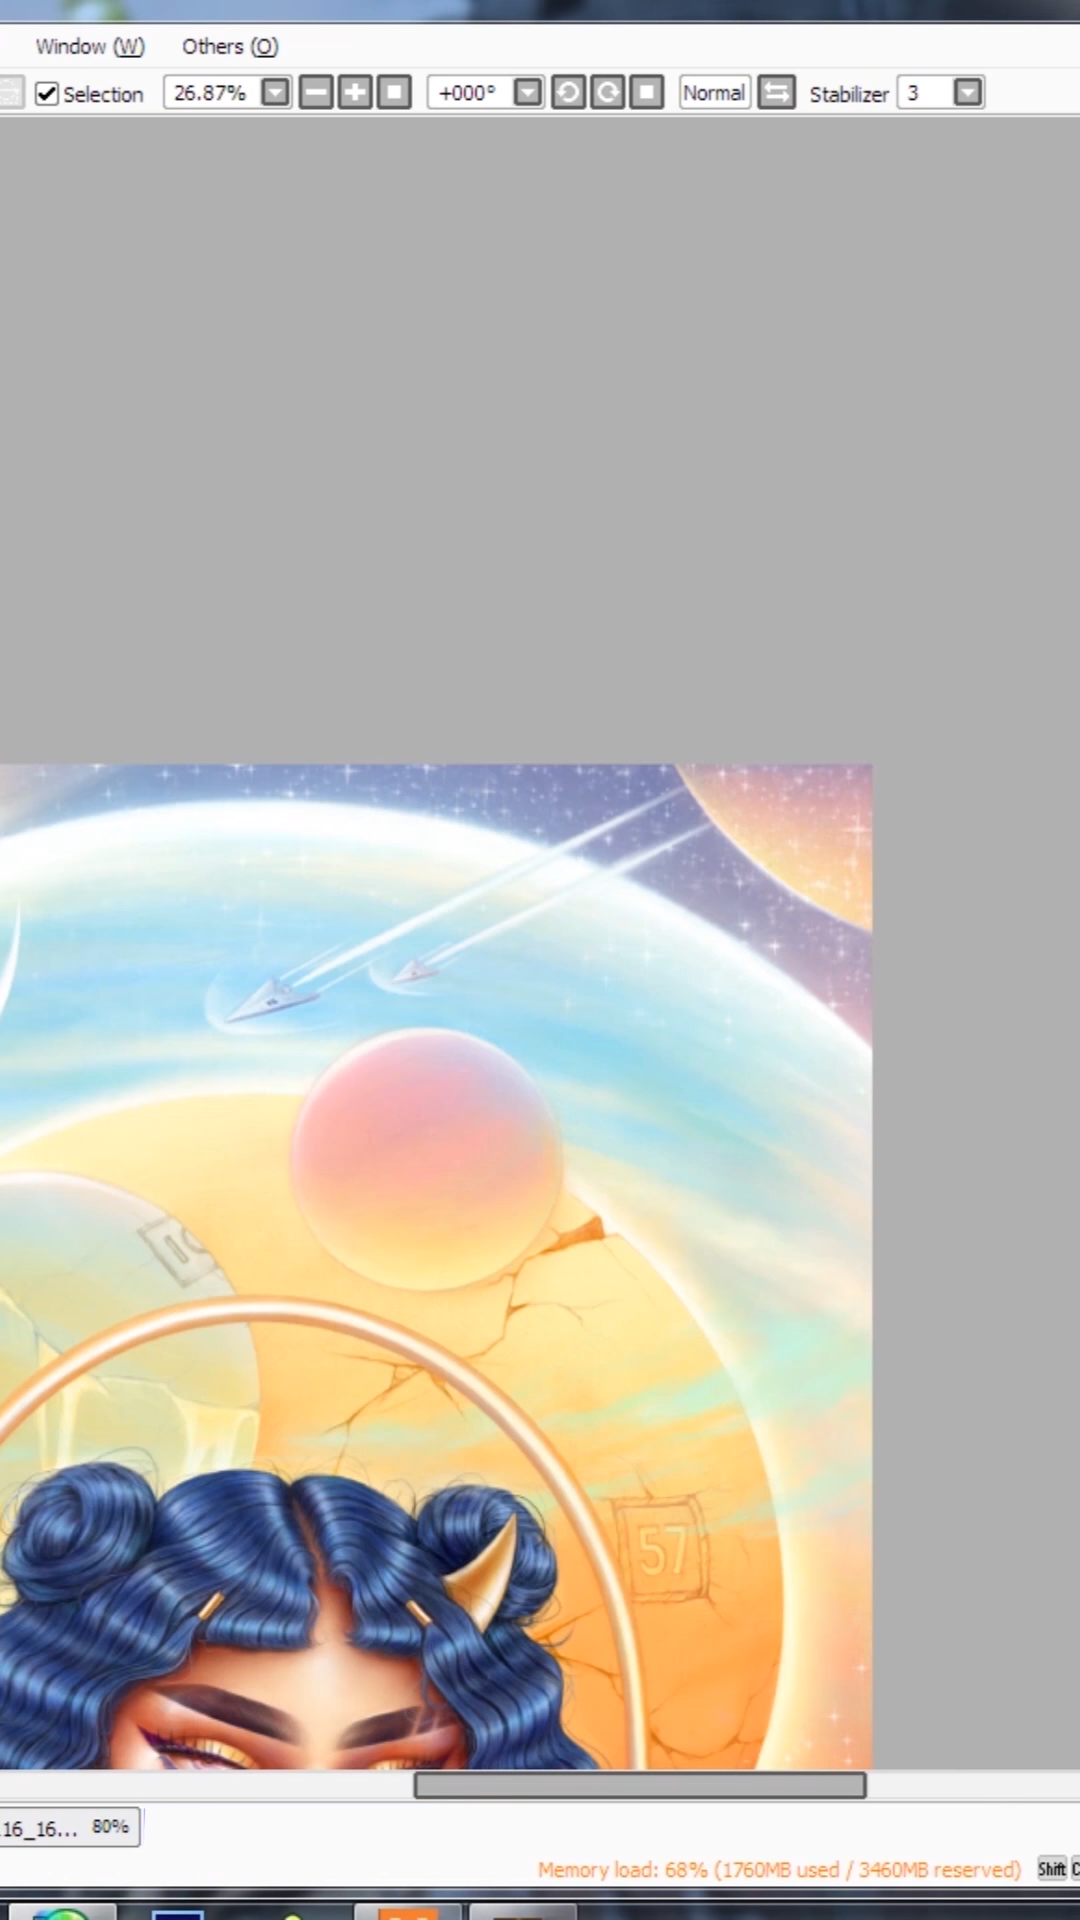 Window (W) Others (O)
Selection 26.87% +000° Normal Stabilizer 3
57
16_16... 80%
Memory load: 68% (1760MB used / 3460MB reserved) Shift